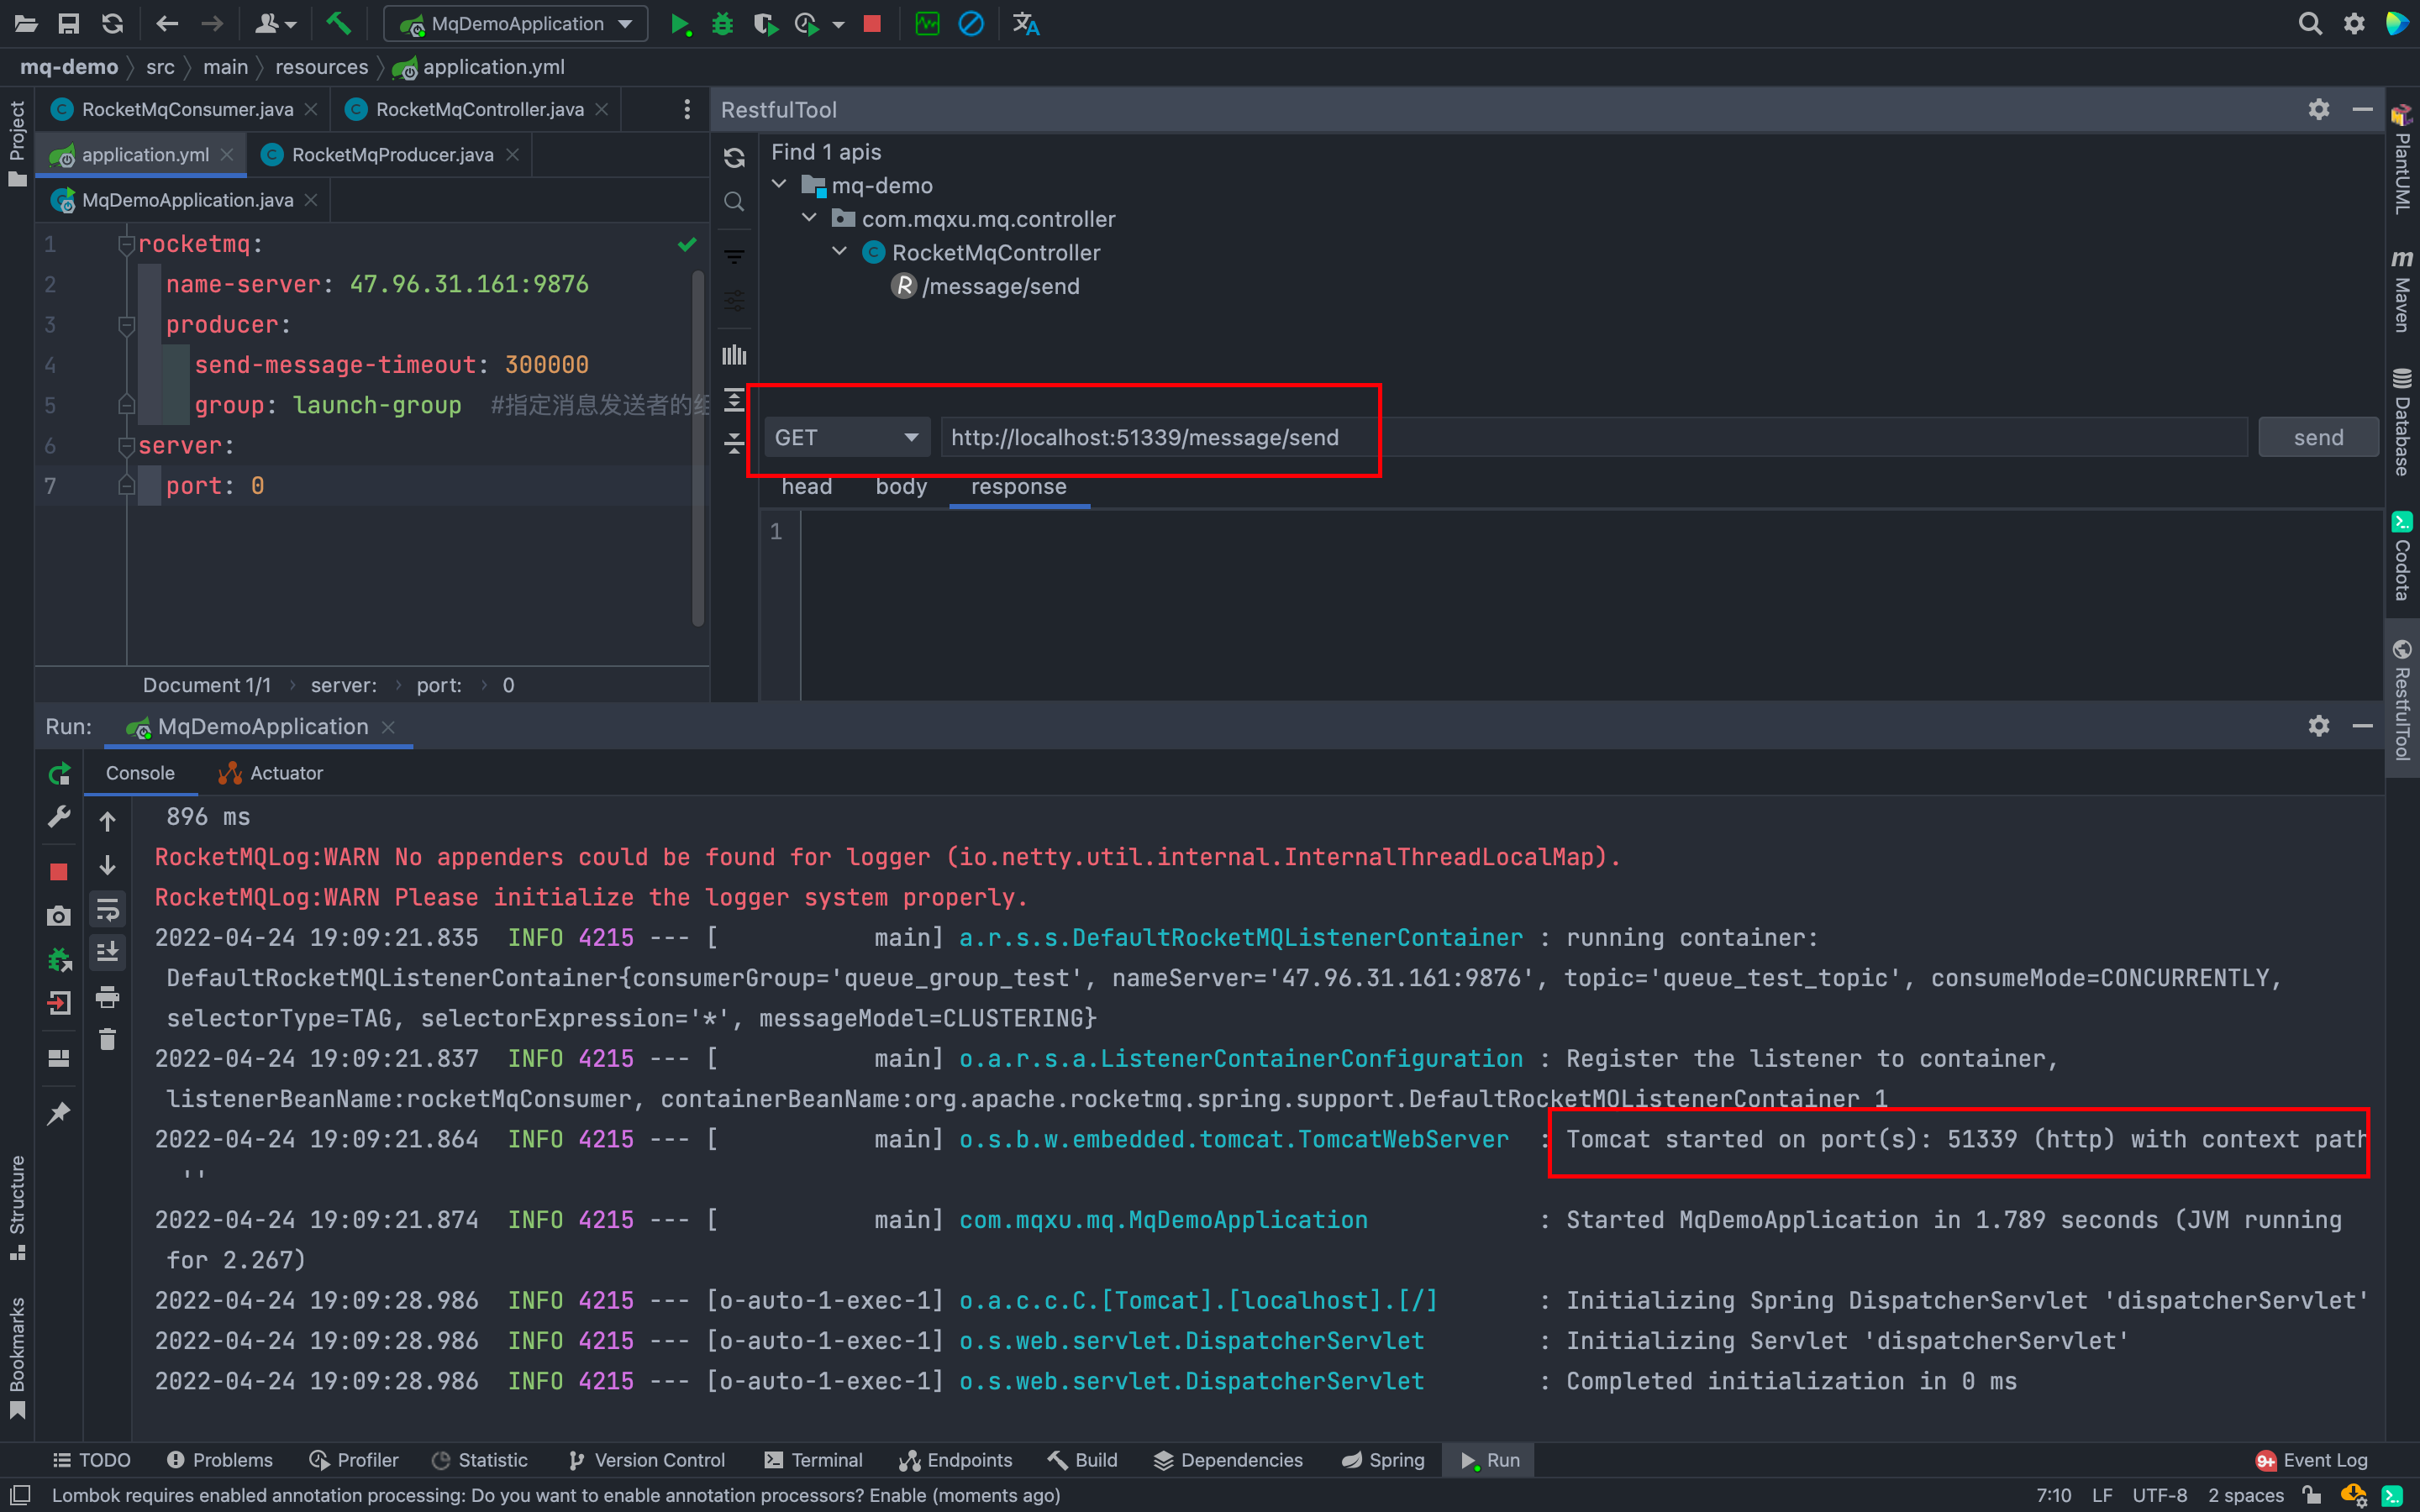 MqDemoApplication
mq-demo src main resources application.yml
Project
RocketMqConsumer.java RocketMqController.java
application.yml RocketMqProducer.java
MqDemoApplication.java
1 rocketmq:
2 name-server: 47.96.31.161:9876
3 producer:
4 send-message-timeout: 300000
5 group: launch-group #指定消息发送者的
6 server:
7 port: 0
Document 1/1 server: port: 0
RestfulTool
Find 1 apis
mq-demo
com.mqxu.mq.controller
RocketMqController
/message/send
GET http://localhost:51339/message/send send
head body response
1
PlantUML
Maven
Database
Codota
RestfulTool
Run: MqDemoApplication
Console Actuator
896 ms
RocketMQLog:WARN No appenders could be found for logger (io.netty.util.internal.InternalThreadLocalMap).
RocketMQLog:WARN Please initialize the logger system properly.
2022-04-24 19:09:21.835 INFO 4215 --- [ main] a.r.s.s.DefaultRocketMQListenerContainer : running container:
DefaultRocketMQListenerContainer{consumerGroup='queue_group_test', nameServer='47.96.31.161:9876', topic='queue_test_topic', consumeMode=CONCURRENTLY,
selectorType=TAG, selectorExpression='*', messageModel=CLUSTERING}
2022-04-24 19:09:21.837 INFO 4215 --- [ main] o.a.r.s.a.ListenerContainerConfiguration : Register the listener to container,
listenerBeanName:rocketMqConsumer, containerBeanName:org.apache.rocketmq.spring.support.DefaultRocketMQListenerContainer_1
2022-04-24 19:09:21.864 INFO 4215 --- [ main] o.s.b.w.embedded.tomcat.TomcatWebServer : Tomcat started on port(s): 51339 (http) with context path
''
2022-04-24 19:09:21.874 INFO 4215 --- [ main] com.mqxu.mq.MqDemoApplication : Started MqDemoApplication in 1.789 seconds (JVM running
for 2.267)
2022-04-24 19:09:28.986 INFO 4215 --- [o-auto-1-exec-1] o.a.c.c.C.[Tomcat].[localhost].[/] : Initializing Spring DispatcherServlet 'dispatcherServlet'
2022-04-24 19:09:28.986 INFO 4215 --- [o-auto-1-exec-1] o.s.web.servlet.DispatcherServlet : Initializing Servlet 'dispatcherServlet'
2022-04-24 19:09:28.986 INFO 4215 --- [o-auto-1-exec-1] o.s.web.servlet.DispatcherServlet : Completed initialization in 0 ms
Structure
Bookmarks
TODO Problems Profiler Statistic Version Control Terminal Endpoints Build Dependencies Spring Run 9+ Event Log
Lombok requires enabled annotation processing: Do you want to enable annotation processors? Enable (moments ago) 7:10 LF UTF-8 2 spaces